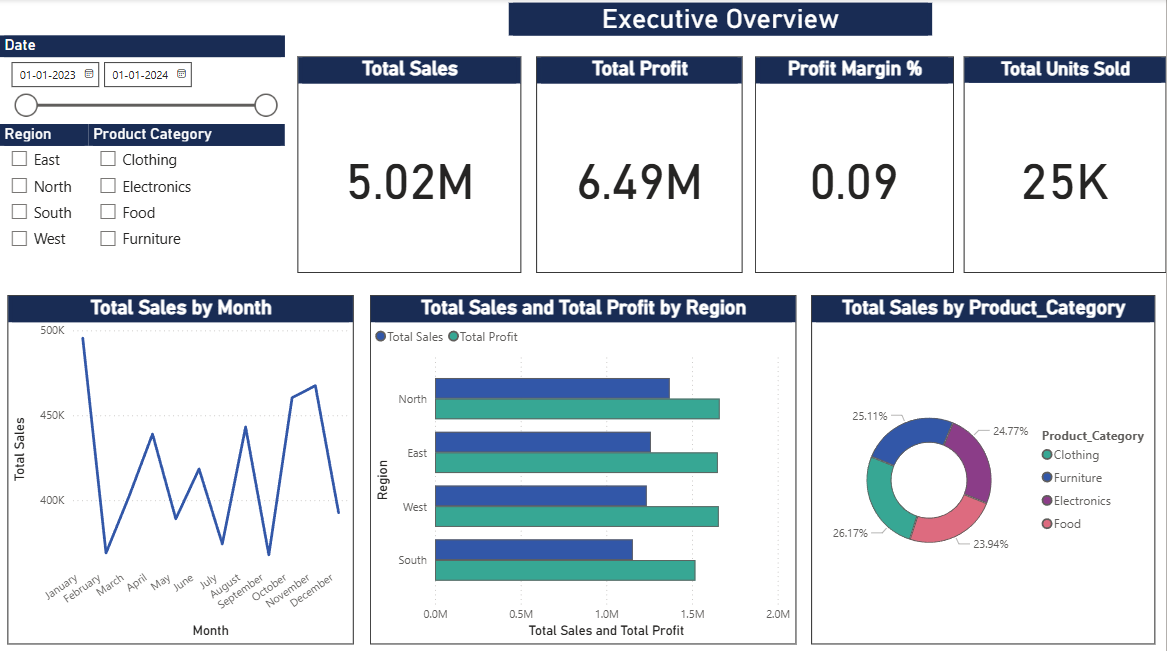 Executive Overview
Date
01-01-2023
01-01-2024
Region
Product Category
East
North
South
West
Clothing
Electronics
Food
Furniture
Total Sales
5.02M
Total Profit
6.49M
Profit Margin %
0.09
Total Units Sold
25K
Total Sales by Month
Total Sales
500K
450K
400K
January
February
March
April
May
June
July
August
September
October
November
December
Month
Total Sales and Total Profit by Region
Total Sales
Total Profit
Region
North
East
West
South
0.0M
0.5M
1.0M
1.5M
2.0M
Total Sales and Total Profit
Total Sales by Product_Category
25.11%
24.77%
26.17%
23.94%
Product_Category
Clothing
Furniture
Electronics
Food